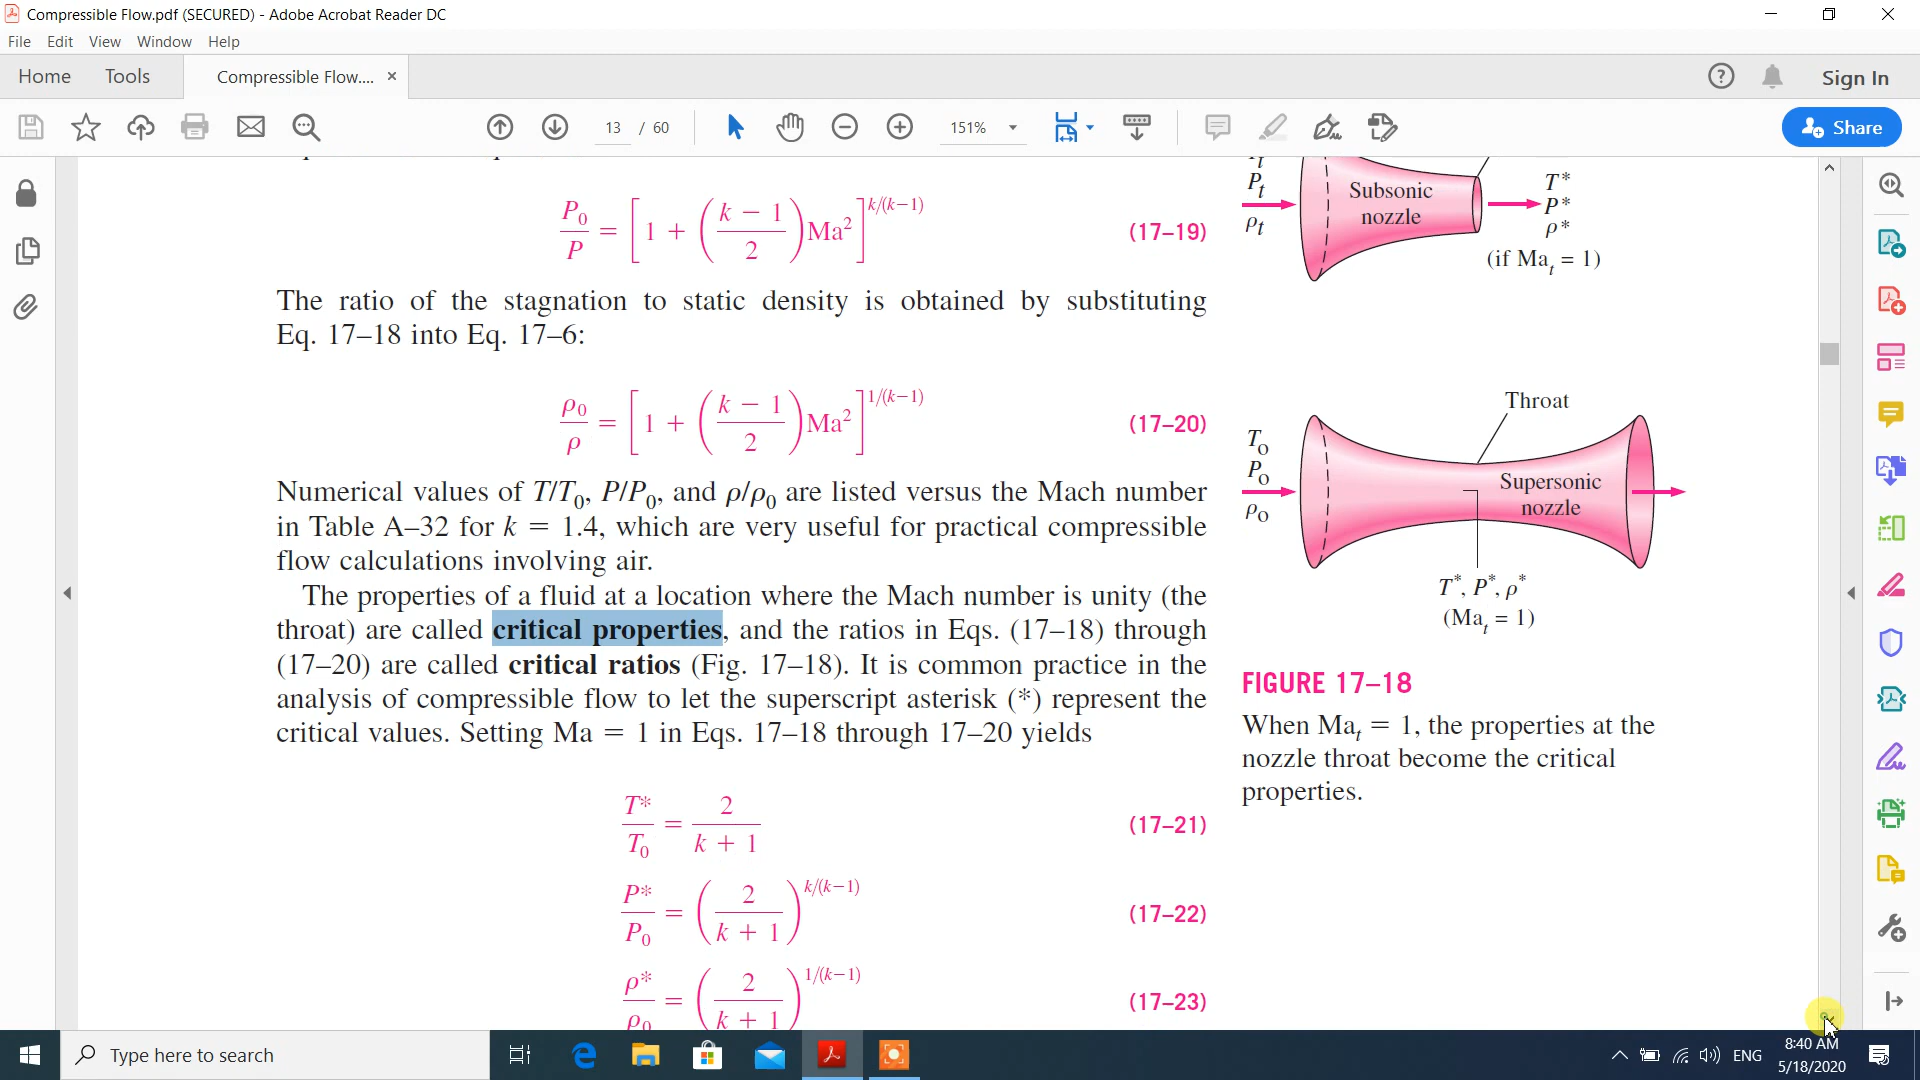 Compressible Flow.pdf (SECURED) - Adobe Acrobat Reader DC
File Edit View Window Help
Home Tools Compressible Flow.... × Sign In
13 / 60 151% Share
P₀/P = [1 + ((k − 1)/2)Ma²]^(k/(k−1)) (17–19)
The ratio of the stagnation to static density is obtained by substituting
Eq. 17–18 into Eq. 17–6:
ρ₀/ρ = [1 + ((k − 1)/2)Ma²]^(1/(k−1)) (17–20)
Numerical values of T/T₀, P/P₀, and ρ/ρ₀ are listed versus the Mach number
in Table A–32 for k = 1.4, which are very useful for practical compressible
flow calculations involving air.
The properties of a fluid at a location where the Mach number is unity (the
throat) are called critical properties, and the ratios in Eqs. (17–18) through
(17–20) are called critical ratios (Fig. 17–18). It is common practice in the
analysis of compressible flow to let the superscript asterisk (*) represent the
critical values. Setting Ma = 1 in Eqs. 17–18 through 17–20 yields
T*/T₀ = 2/(k + 1) (17–21)
P*/P₀ = (2/(k + 1))^(k/(k−1)) (17–22)
ρ*/ρ₀ = (2/(k + 1))^(1/(k−1)) (17–23)
Pₜ
ρₜ
Subsonic
nozzle
T*
P*
ρ*
(if Maₜ = 1)
Throat
T₀
P₀
ρ₀
Supersonic
nozzle
T*, P*, ρ*
(Maₜ = 1)
FIGURE 17–18
When Maₜ = 1, the properties at the
nozzle throat become the critical
properties.
Type here to search
ENG
8:40 AM
5/18/2020